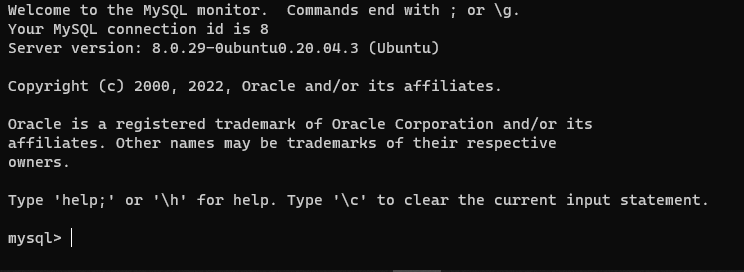 Welcome to the MySQL monitor.  Commands end with ; or \g.
Your MySQL connection id is 8
Server version: 8.0.29-0ubuntu0.20.04.3 (Ubuntu)
Copyright (c) 2000, 2022, Oracle and/or its affiliates.
Oracle is a registered trademark of Oracle Corporation and/or its
affiliates. Other names may be trademarks of their respective
owners.
Type 'help;' or '\h' for help. Type '\c' to clear the current input statement.
mysql>